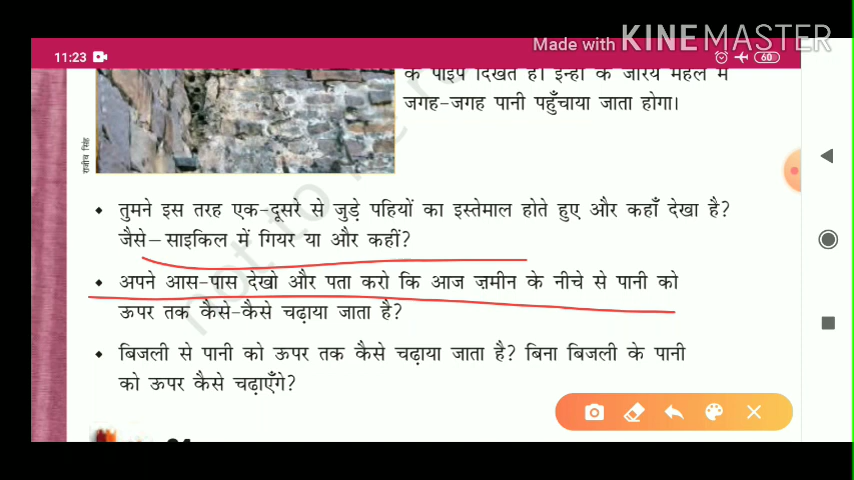 Made with KINEMASTER
11:23 60
के पाइप दिखते हैं। इन्हीं के ज़रिये महल में
जगह-जगह पानी पहुँचाया जाता होगा।
राजीव सिंह
• तुमने इस तरह एक-दूसरे से जुड़े पहियों का इस्तेमाल होते हुए और कहाँ देखा है?
जैसे–साइकिल में गियर या और कहीं?
• अपने आस-पास देखो और पता करो कि आज ज़मीन के नीचे से पानी को
ऊपर तक कैसे-कैसे चढ़ाया जाता है?
• बिजली से पानी को ऊपर तक कैसे चढ़ाया जाता है? बिना बिजली के पानी
को ऊपर कैसे चढ़ाएँगे?